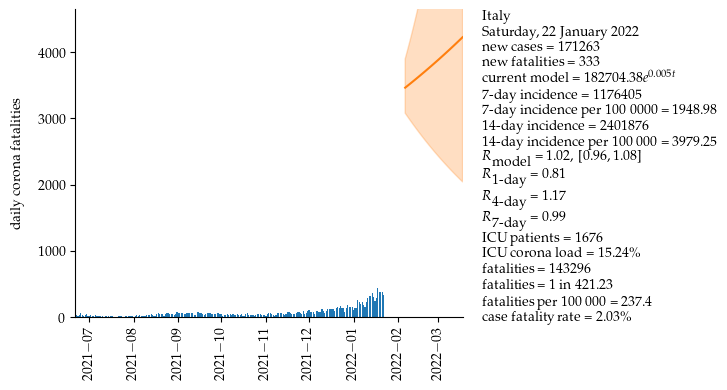 daily corona fatalities
4000
3000
2000
1000
0
2021−07
2021−08
2021−09
2021−10
2021−11
2021−12
2022−01
2022−02
2022−03
Italy
Saturday, 22 January 2022
new cases = 171263
new fatalities = 333
current model = 182704.38e^0.005t
7-day incidence = 1176405
7-day incidence per 100 0000 = 1948.98
14-day incidence = 2401876
14-day incidence per 100 000 = 3979.25
R model = 1.02, [0.96, 1.08]
R 1-day = 0.81
R 4-day = 1.17
R 7-day = 0.99
ICU patients = 1676
ICU corona load = 15.24%
fatalities = 143296
fatalities = 1 in 421.23
fatalities per 100 000 = 237.4
case fatality rate = 2.03%